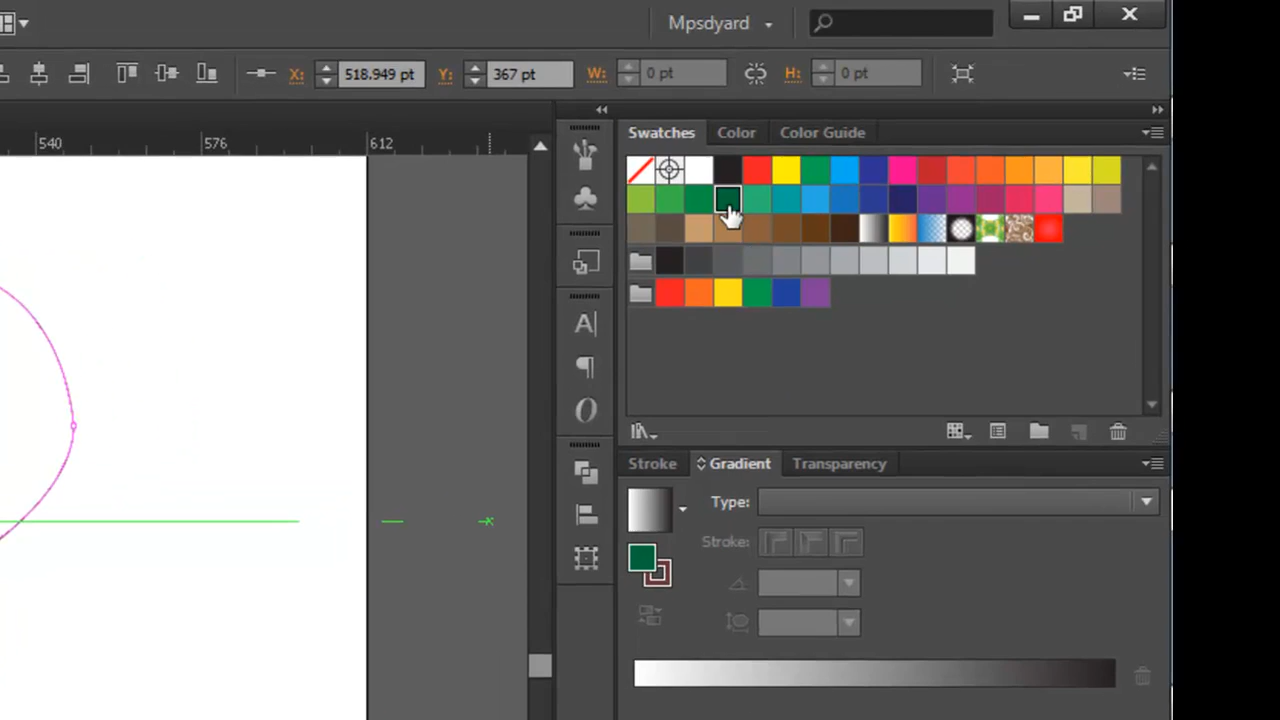 Mpsdyard
X: 518.949 pt Y: 367 pt W: 0 pt H: 0 pt
540 576 612
Swatches Color Color Guide
Stroke Gradient Transparency
Type:
Stroke: